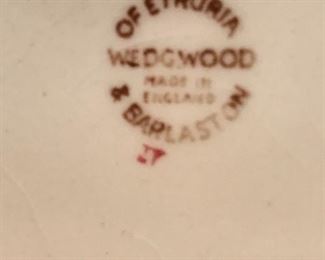 OF ETRURIA
WEDGWOOD
MADE IN
ENGLAND
& BARLASTON